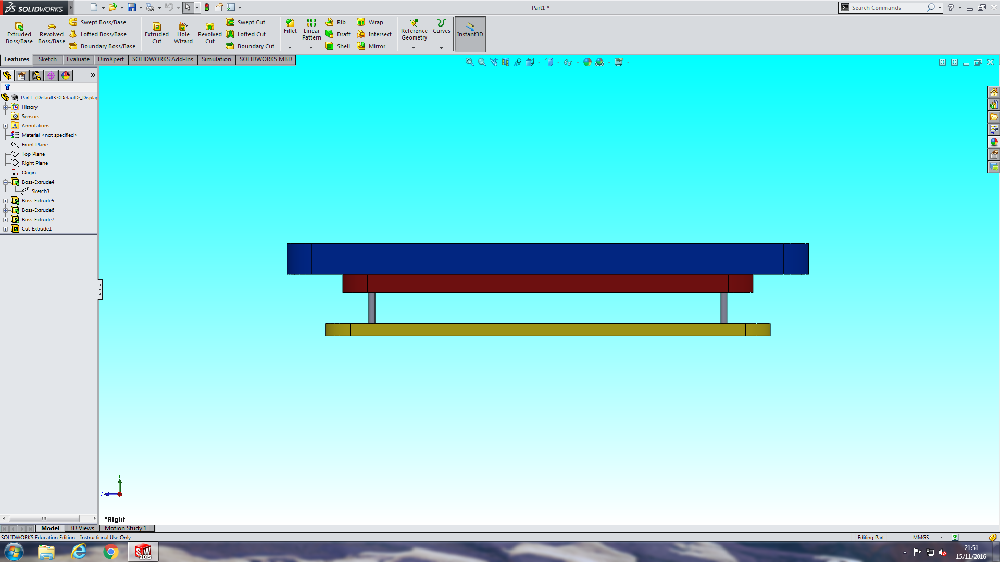 SOLIDWORKS
Part1 *
Search Commands
Extruded Boss/Base
Revolved Boss/Base
Swept Boss/Base
Lofted Boss/Base
Boundary Boss/Base
Extruded Cut
Hole Wizard
Revolved Cut
Swept Cut
Lofted Cut
Boundary Cut
Fillet
Linear Pattern
Rib
Draft
Shell
Wrap
Intersect
Mirror
Reference Geometry
Curves
Instant3D
Features
Sketch
Evaluate
DimXpert
SOLIDWORKS Add-Ins
Simulation
SOLIDWORKS MBD
Part1 (Default<<Default>_Display
History
Sensors
Annotations
Material <not specified>
Front Plane
Top Plane
Right Plane
Origin
Boss-Extrude4
Sketch3
Boss-Extrude5
Boss-Extrude6
Boss-Extrude7
Cut-Extrude1
Y
Z
*Right
Model
3D Views
Motion Study 1
SOLIDWORKS Education Edition - Instructional Use Only
Editing Part
MMGS
SW
2015
21:51
15/11/2016